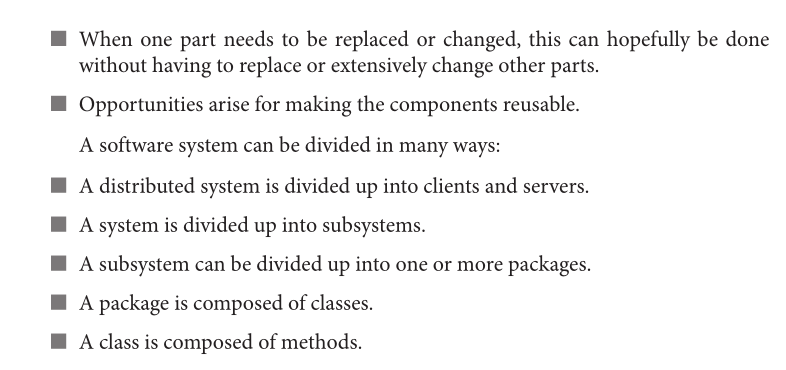 ■ When one part needs to be replaced or changed, this can hopefully be done
without having to replace or extensively change other parts.
■ Opportunities arise for making the components reusable.
A software system can be divided in many ways:
■ A distributed system is divided up into clients and servers.
■ A system is divided up into subsystems.
■ A subsystem can be divided up into one or more packages.
■ A package is composed of classes.
■ A class is composed of methods.